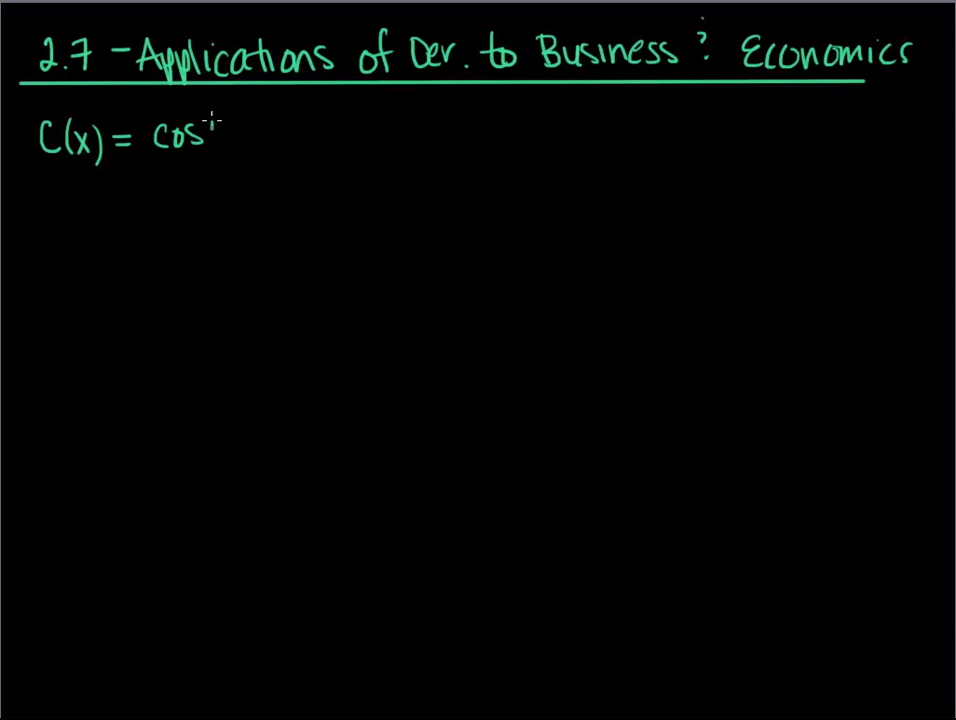 2.7 - Applications of Der. to Business & Economics
C(x) = cos